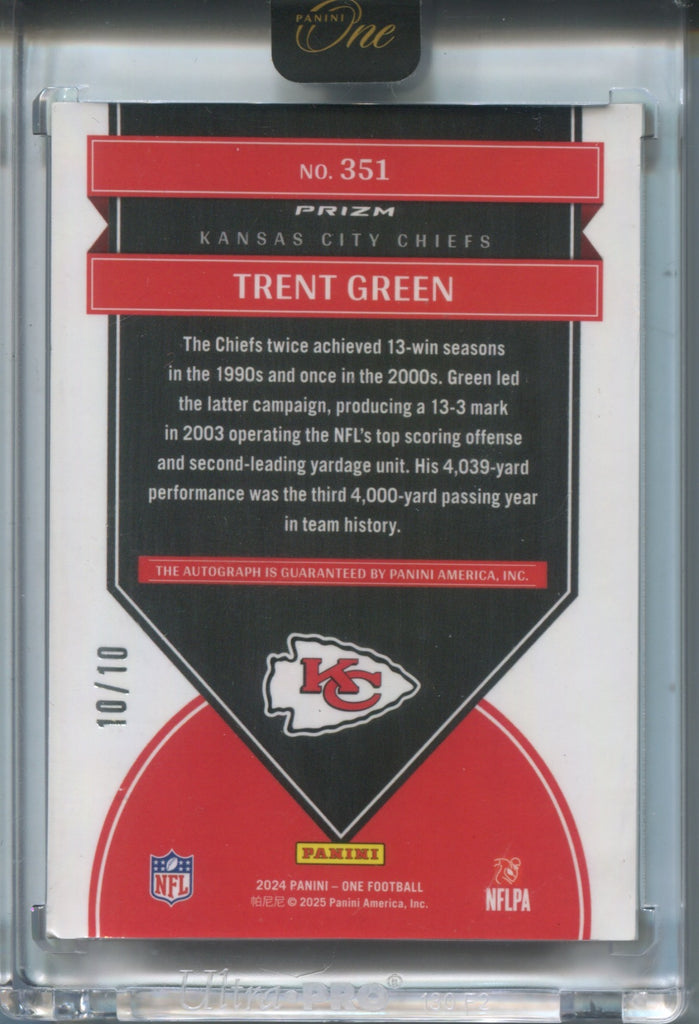 PANINI
One
NO. 351
PRIZM
KANSAS CITY CHIEFS
TRENT GREEN
The Chiefs twice achieved 13-win seasons
in the 1990s and once in the 2000s. Green led
the latter campaign, producing a 13-3 mark
in 2003 operating the NFL's top scoring offense
and second-leading yardage unit. His 4,039-yard
performance was the third 4,000-yard passing year
in team history.
THE AUTOGRAPH IS GUARANTEED BY PANINI AMERICA, INC.
10/10
KC
PANINI
NFL
2024 PANINI – ONE FOOTBALL
帕尼尼 © 2025 Panini America, Inc.
NFLPA
Ultra·PRO®